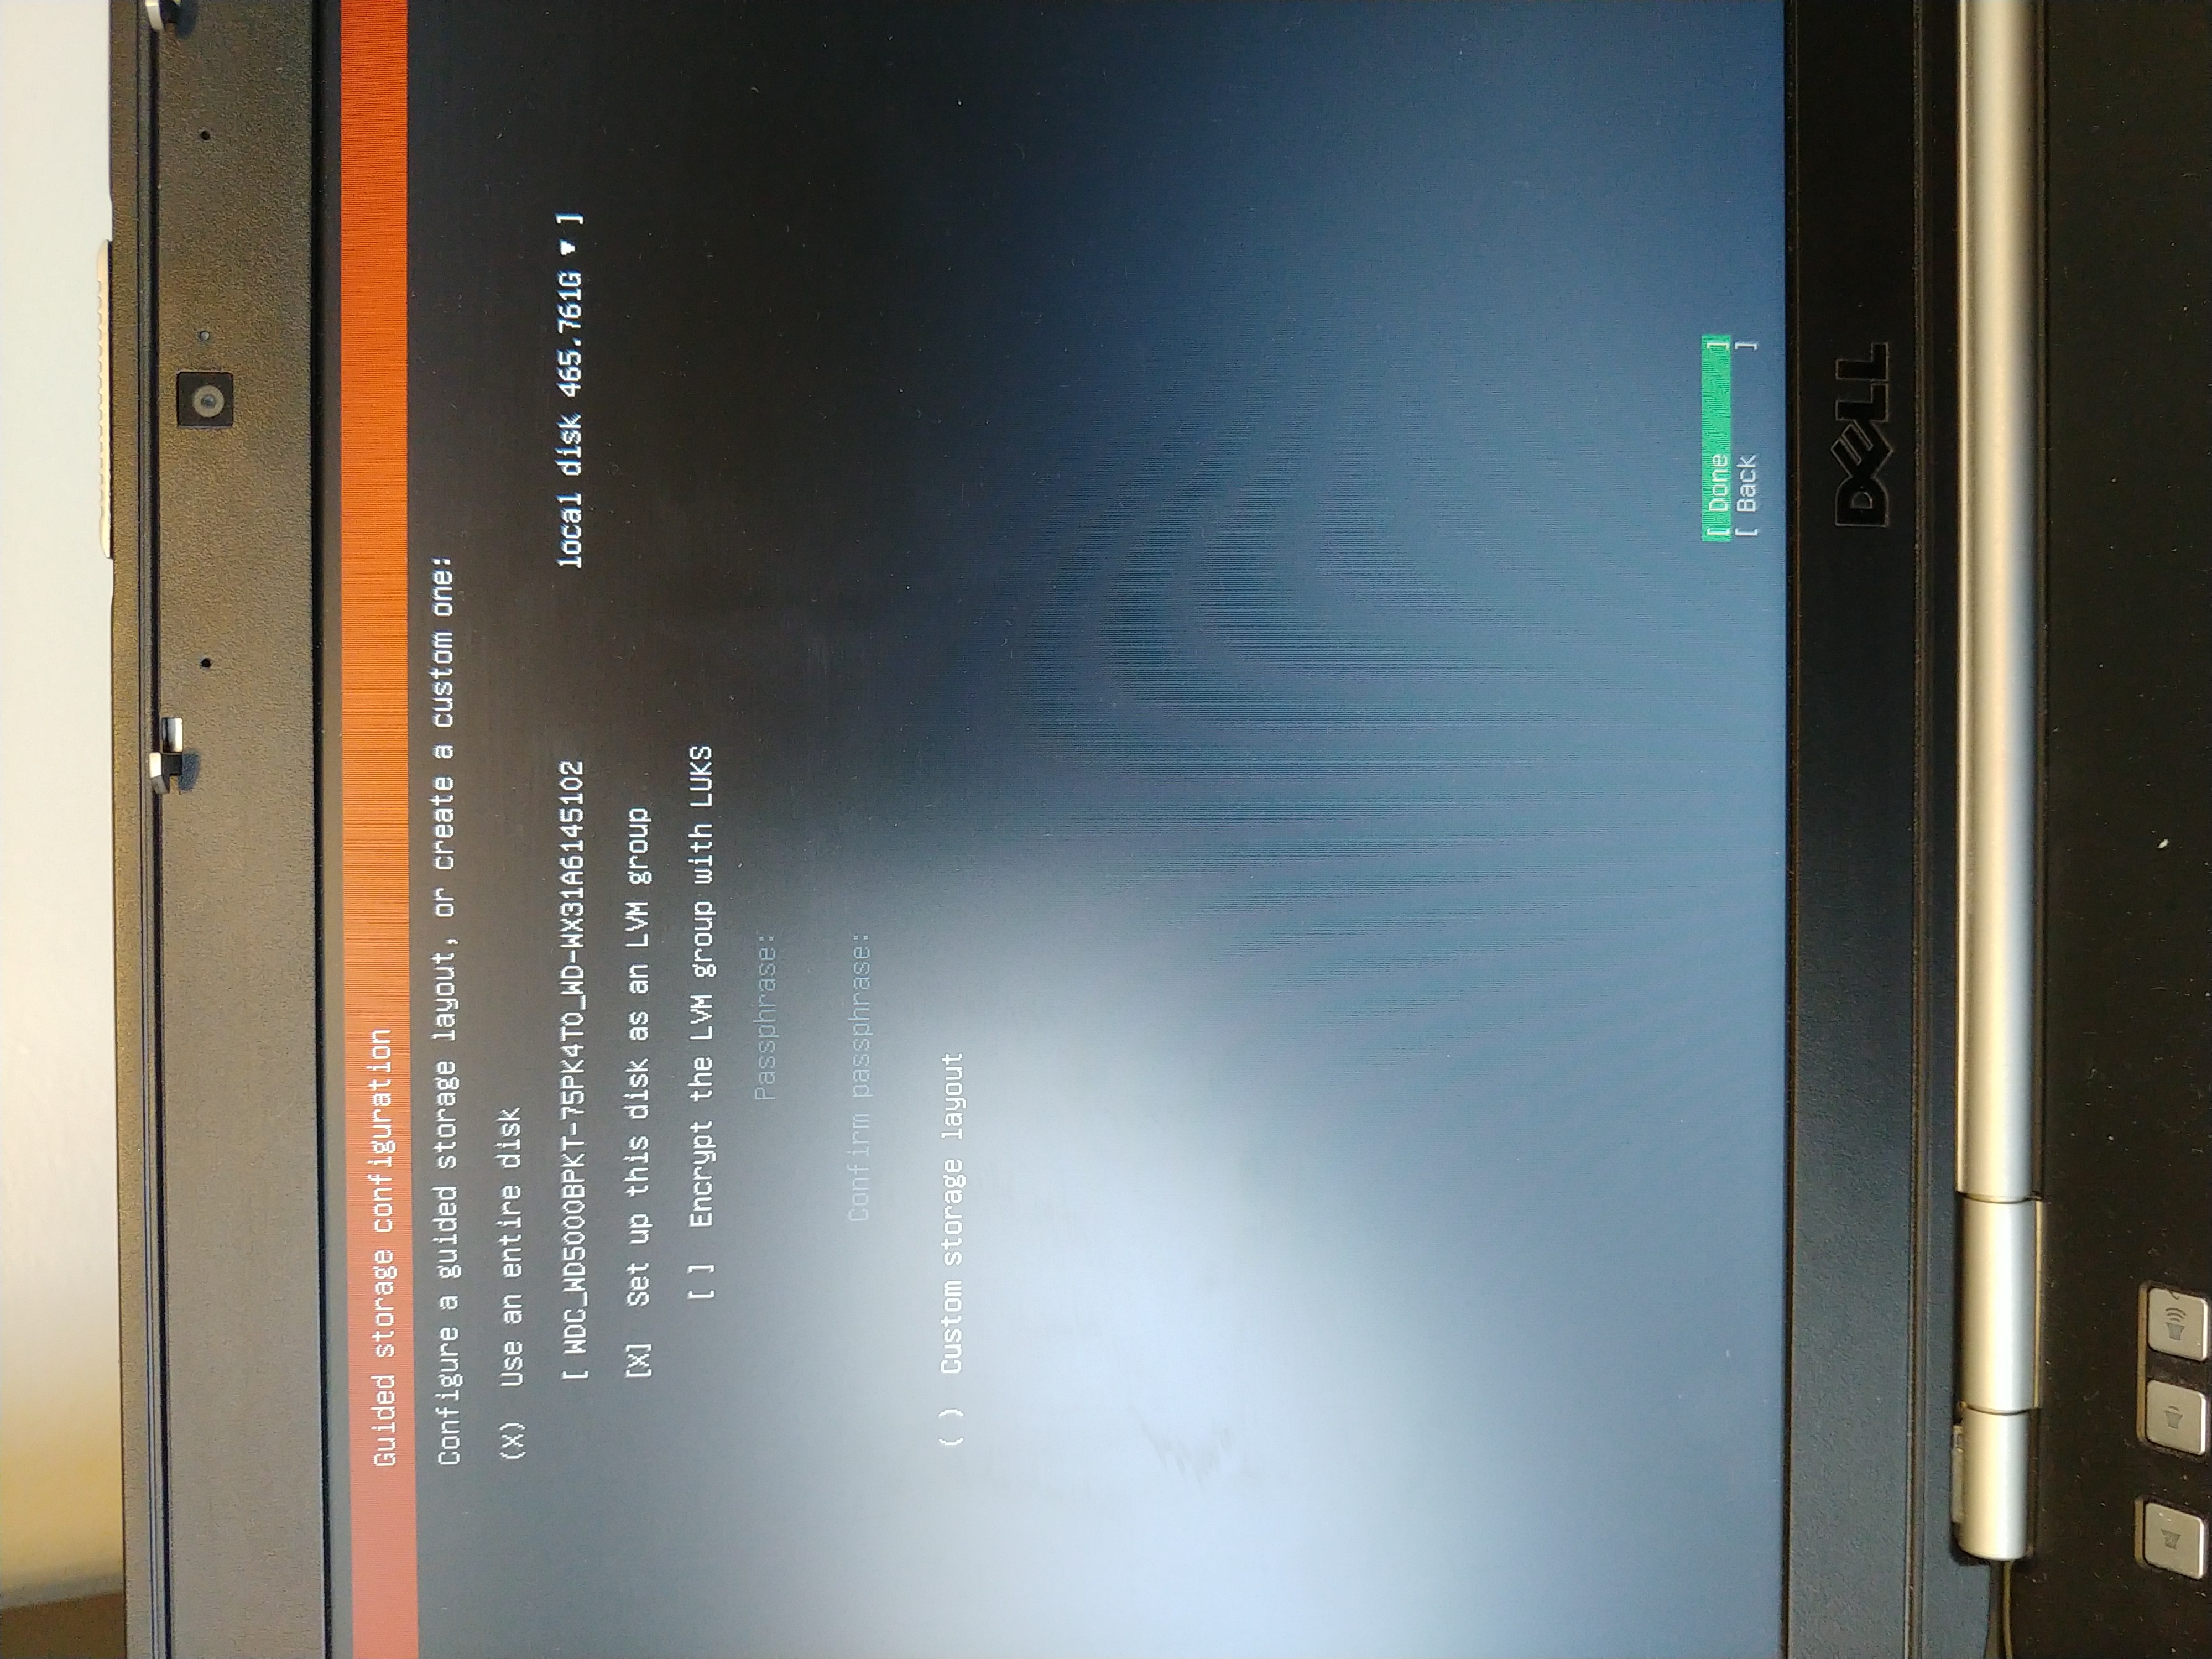 Guided storage configuration
Configure a guided storage layout, or create a custom one:
(X) Use an entire disk
[ WDC_WD5000BPKT-75PK4T0_WD-WX31A6145102 local disk 465.761G ▾ ]
[X] Set up this disk as an LVM group
[ ] Encrypt the LVM group with LUKS
Passphrase:
Confirm passphrase:
( ) Custom storage layout
[ Done ]
[ Back ]
DELL